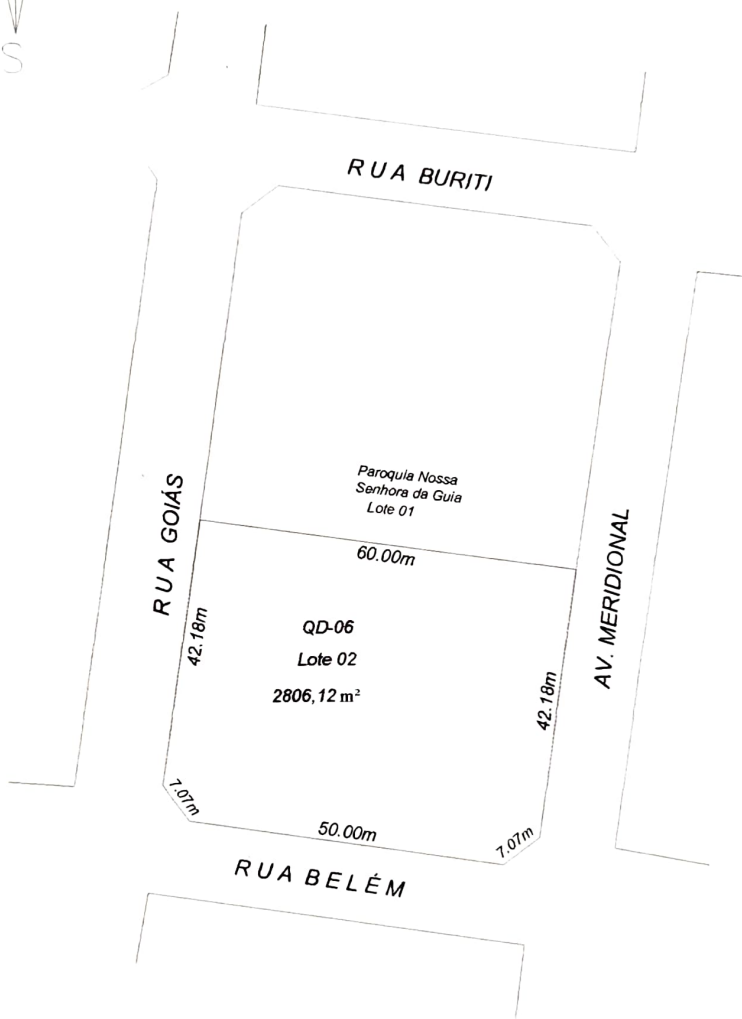 S
RUA BURITI
Paroquia Nossa
Senhora da Guia
Lote 01
60.00m
RUA GOIÁS
AV. MERIDIONAL
42.18m
QD-06
Lote 02
2806,12 m²
42.18m
7.07m
50.00m
7.07m
RUA BELÉM